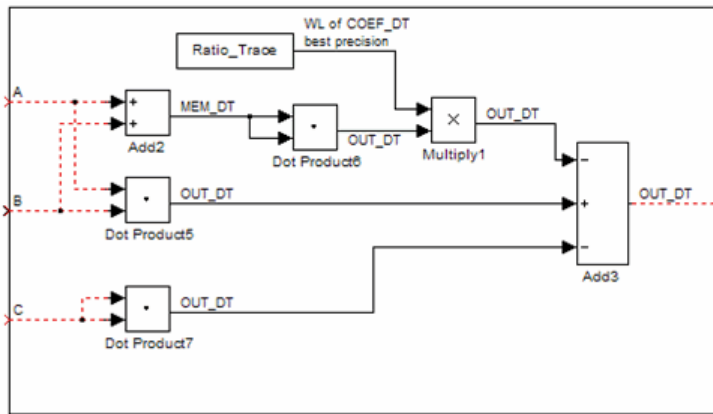 WL of COEF_DT
best precision
Ratio_Trace
A
MEM_DT
Add2
OUT_DT
Dot Product6
OUT_DT
Multiply1
B
OUT_DT
Dot Product5
OUT_DT
Add3
C
OUT_DT
Dot Product7